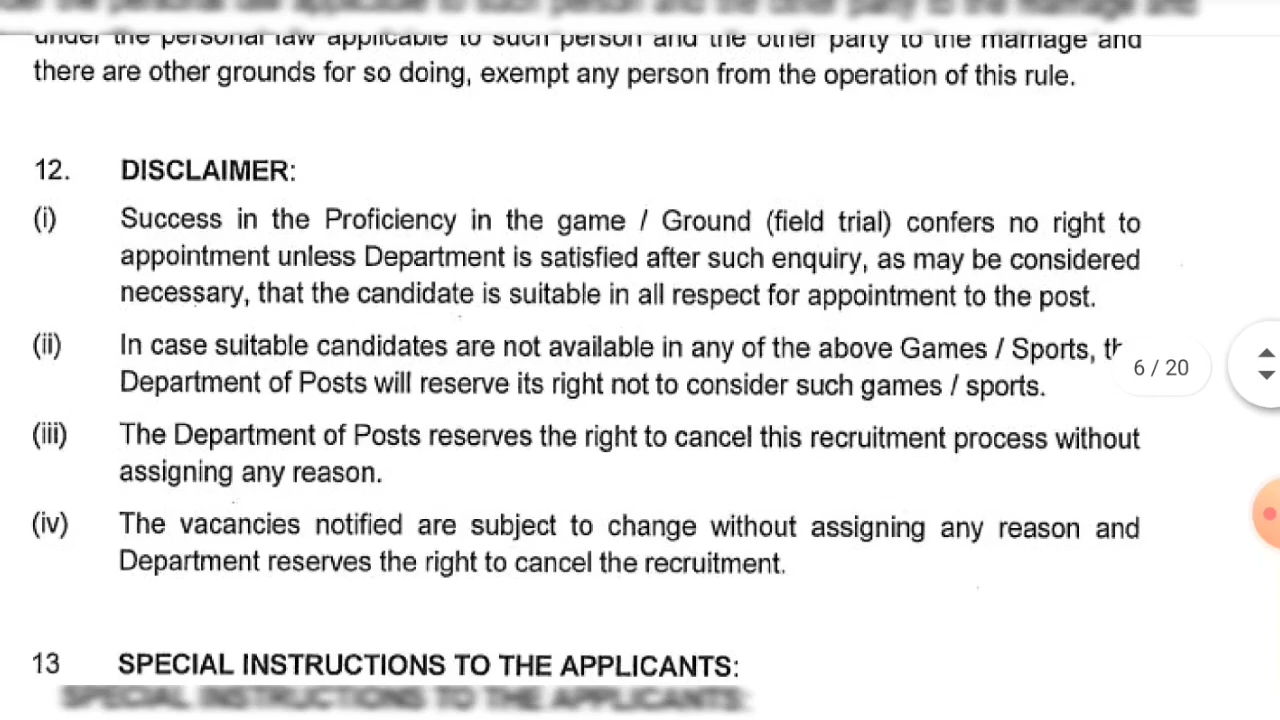 under the personal law applicable to such person and the other party to the marriage and
there are other grounds for so doing, exempt any person from the operation of this rule.
12. DISCLAIMER:
(i) Success in the Proficiency in the game / Ground (field trial) confers no right to
appointment unless Department is satisfied after such enquiry, as may be considered
necessary, that the candidate is suitable in all respect for appointment to the post.
(ii) In case suitable candidates are not available in any of the above Games / Sports, th
Department of Posts will reserve its right not to consider such games / sports.
6 / 20
(iii) The Department of Posts reserves the right to cancel this recruitment process without
assigning any reason.
(iv) The vacancies notified are subject to change without assigning any reason and
Department reserves the right to cancel the recruitment.
13 SPECIAL INSTRUCTIONS TO THE APPLICANTS: